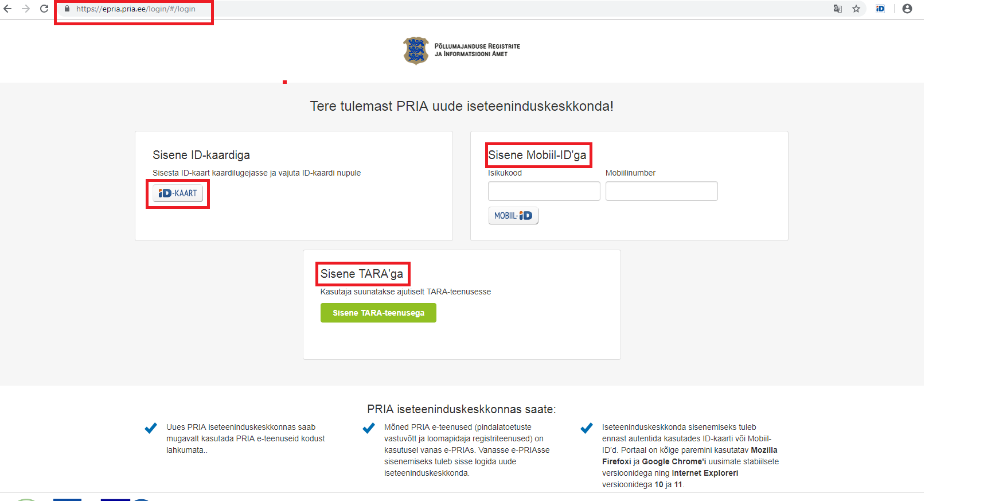 https://epria.pria.ee/login/#/login
iD
PÕLLUMAJANDUSE REGISTRITE
JA INFORMATSIOONI AMET
Tere tulemast PRIA uude iseteeninduskeskkonda!
Sisene ID-kaardiga
Sisesta ID-kaart kaardilugejasse ja vajuta ID-kaardi nupule
iD-KAART
Sisene Mobiil-ID'ga
Isikukood
Mobiilinumber
MOBIIL-iD
Sisene TARA'ga
Kasutaja suunatakse ajutiselt TARA-teenusesse
Sisene TARA-teenusega
PRIA iseteeninduskeskkonnas saate:
Uues PRIA iseteeninduskeskkonnas saab
mugavalt kasutada PRIA e-teenuseid kodust
lahkumata..
Mõned PRIA e-teenused (pindalatoetuste
vastuvõtt ja loomapidaja registriteenused) on
kasutusel vanas e-PRIAs. Vanasse e-PRIAsse
sisenemiseks tuleb sisse logida uude
iseteeninduskeskkonda.
Iseteeninduskeskkonda sisenemiseks tuleb
ennast autentida kasutades ID-kaarti või Mobiil-
ID'd. Portaal on kõige paremini kasutatav Mozilla
Firefoxi ja Google Chrome'i uusimate stabiilsete
versioonidega ning Internet Exploreri
versioonidega 10 ja 11.